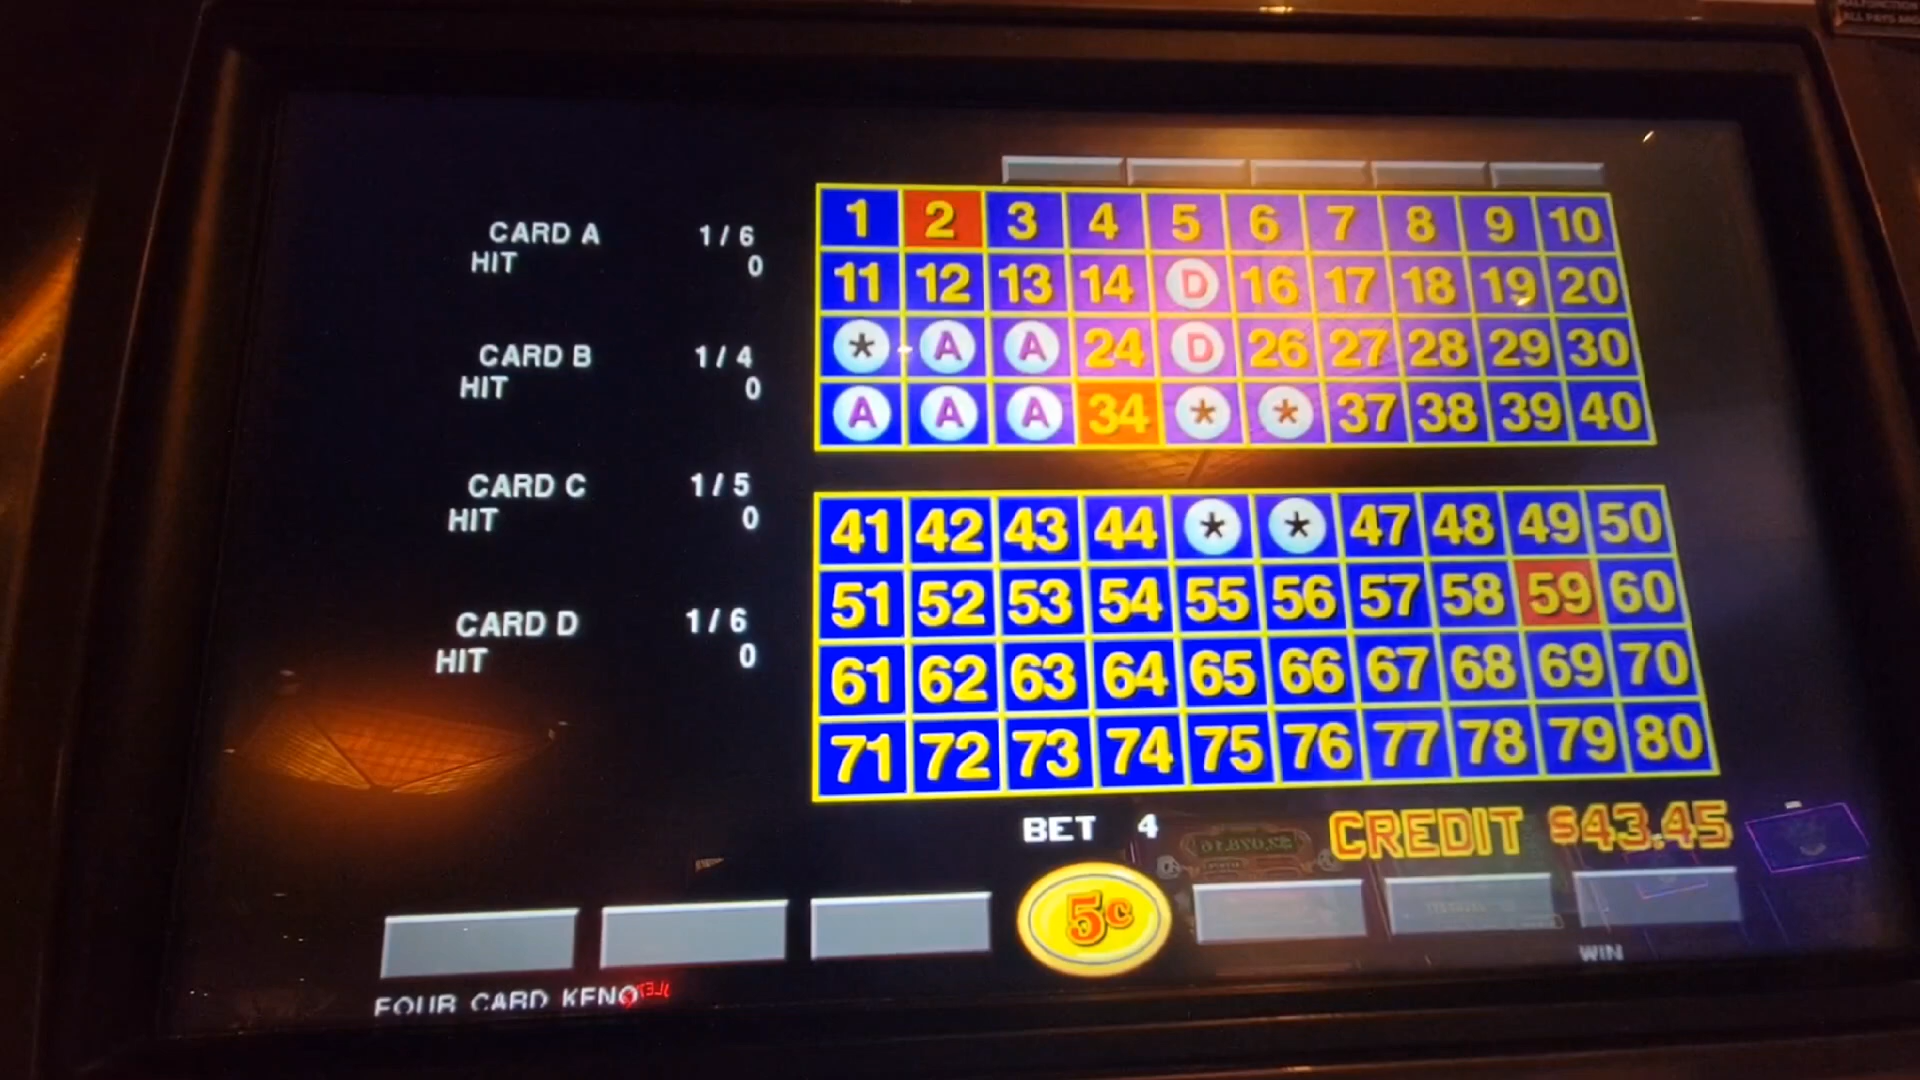 MALFUNCTION
ALL PAYS AND
CARD A 1/6
HIT 0
CARD B 1/4
HIT 0
CARD C 1/5
HIT 0
CARD D 1/6
HIT 0
1 2 3 4 5 6 7 8 9 10
11 12 13 14 D 16 17 18 19 20
* A A 24 D 26 27 28 29 30
A A A 34 * * 37 38 39 40
41 42 43 44 * * 47 48 49 50
51 52 53 54 55 56 57 58 59 60
61 62 63 64 65 66 67 68 69 70
71 72 73 74 75 76 77 78 79 80
BET 4 CREDIT $43.45
5¢
WIN
FOUR CARD KENO